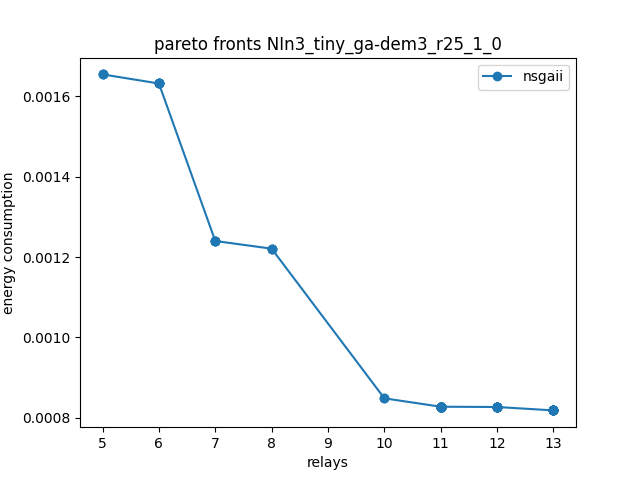 pareto fronts NIn3_tiny_ga-dem3_r25_1_0
nsgaii
energy consumption
0.0016
0.0014
0.0012
0.0010
0.0008
5 6 7 8 9 10 11 12 13
relays